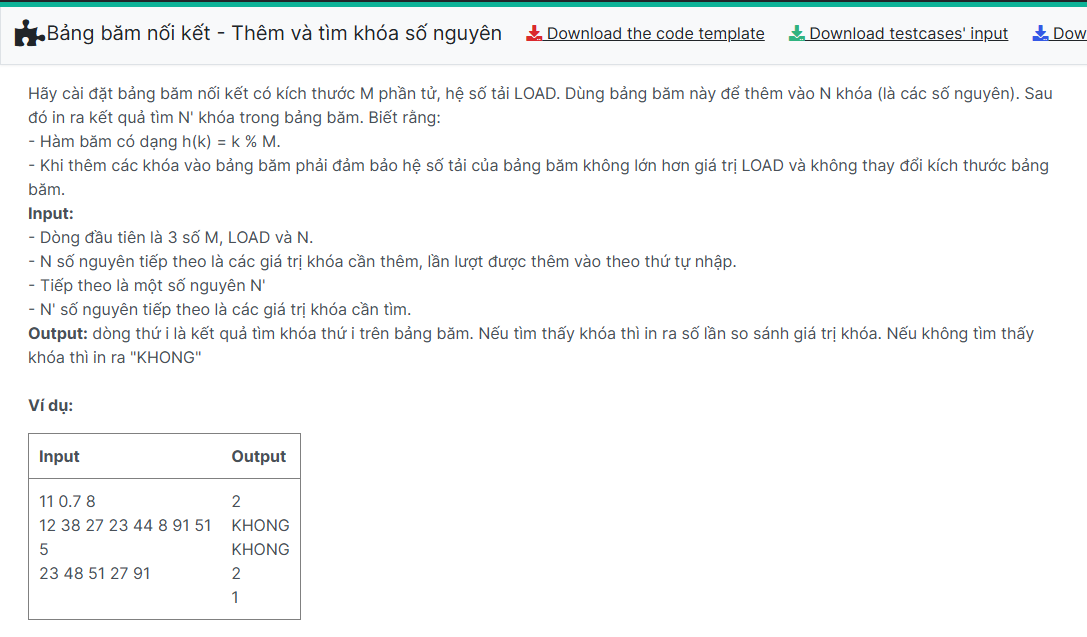 Bảng băm nối kết - Thêm và tìm khóa số nguyên Download the code template Download testcases' input Dow
Hãy cài đặt bảng băm nối kết có kích thước M phần tử, hệ số tải LOAD. Dùng bảng băm này để thêm vào N khóa (là các số nguyên). Sau
đó in ra kết quả tìm N' khóa trong bảng băm. Biết rằng:
- Hàm băm có dạng h(k) = k % M.
- Khi thêm các khóa vào bảng băm phải đảm bảo hệ số tải của bảng băm không lớn hơn giá trị LOAD và không thay đổi kích thước bảng
băm.
Input:
- Dòng đầu tiên là 3 số M, LOAD và N.
- N số nguyên tiếp theo là các giá trị khóa cần thêm, lần lượt được thêm vào theo thứ tự nhập.
- Tiếp theo là một số nguyên N'
- N' số nguyên tiếp theo là các giá trị khóa cần tìm.
Output: dòng thứ i là kết quả tìm khóa thứ i trên bảng băm. Nếu tìm thấy khóa thì in ra số lần so sánh giá trị khóa. Nếu không tìm thấy
khóa thì in ra "KHONG"
Ví dụ:
Input Output
11 0.7 8 2
12 38 27 23 44 8 91 51 KHONG
5 KHONG
23 48 51 27 91 2
1